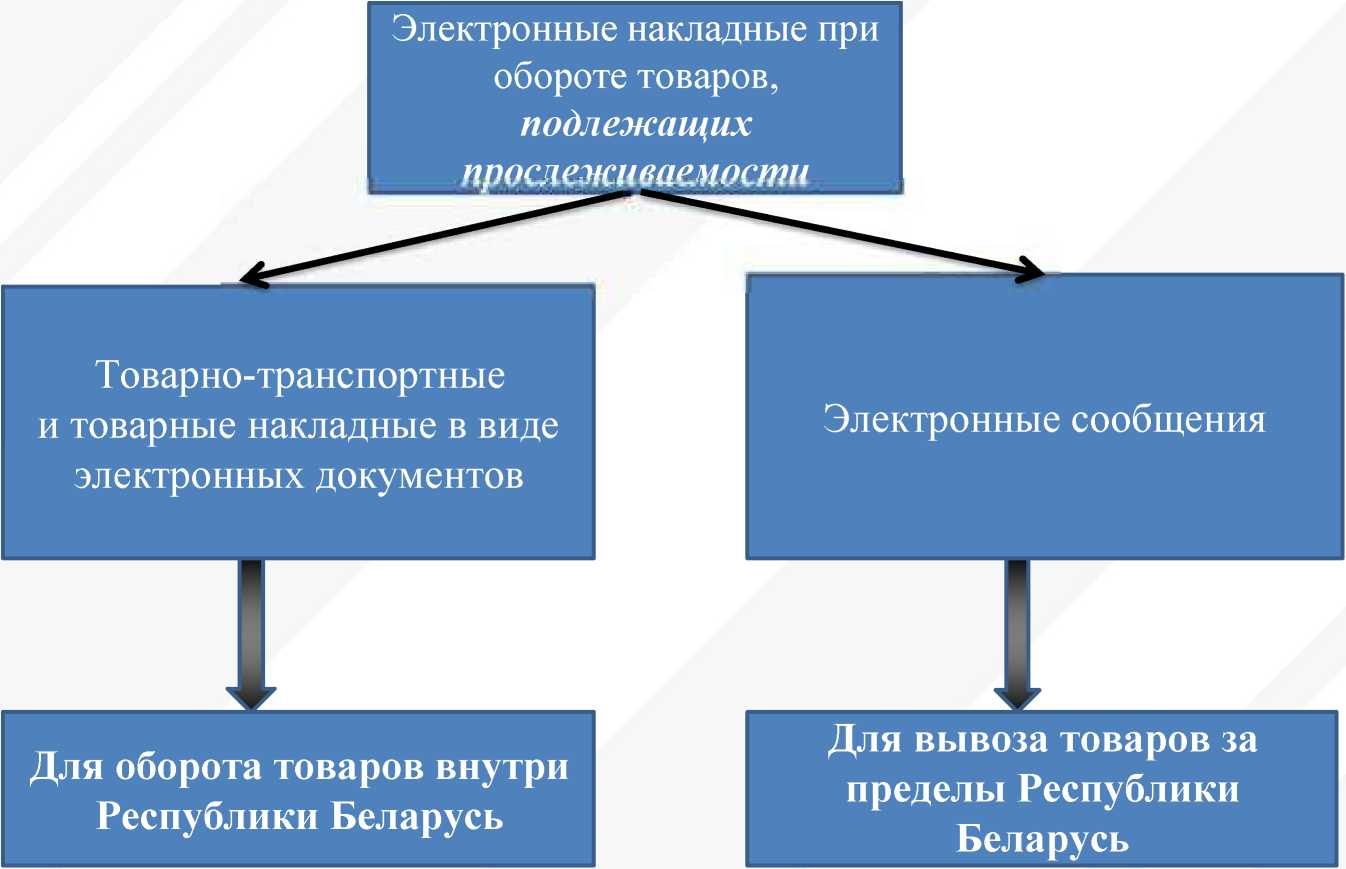 Электронные накладные при
обороте товаров,
подлежащих
прослеживаемости
Товарно-транспортные
и товарные накладные в виде
электронных документов
Электронные сообщения
Для оборота товаров внутри
Республики Беларусь
Для вывоза товаров за
пределы Республики
Беларусь